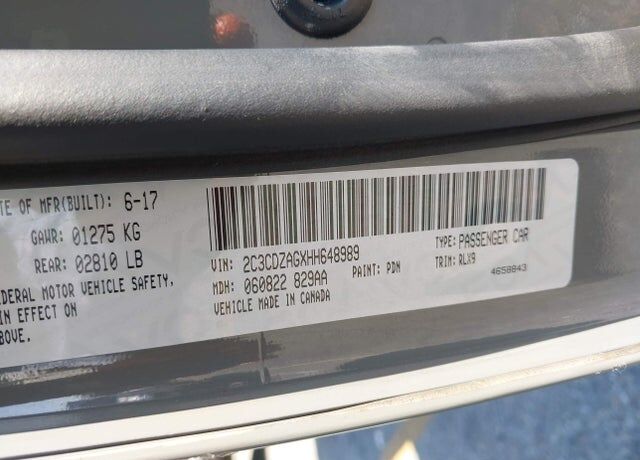 TE OF MFR(BUILT): 6-17
GAWR: 01275 KG
REAR: 02810 LB
EDERAL MOTOR VEHICLE SAFETY,
IN EFFECT ON
BOVE.
VIN: 2C3CDZAGXHH648989
TYPE: PASSENGER CAR
MDH: 060822 829AA
PAINT: PDN
TRIM: RLX9
VEHICLE MADE IN CANADA
4658843